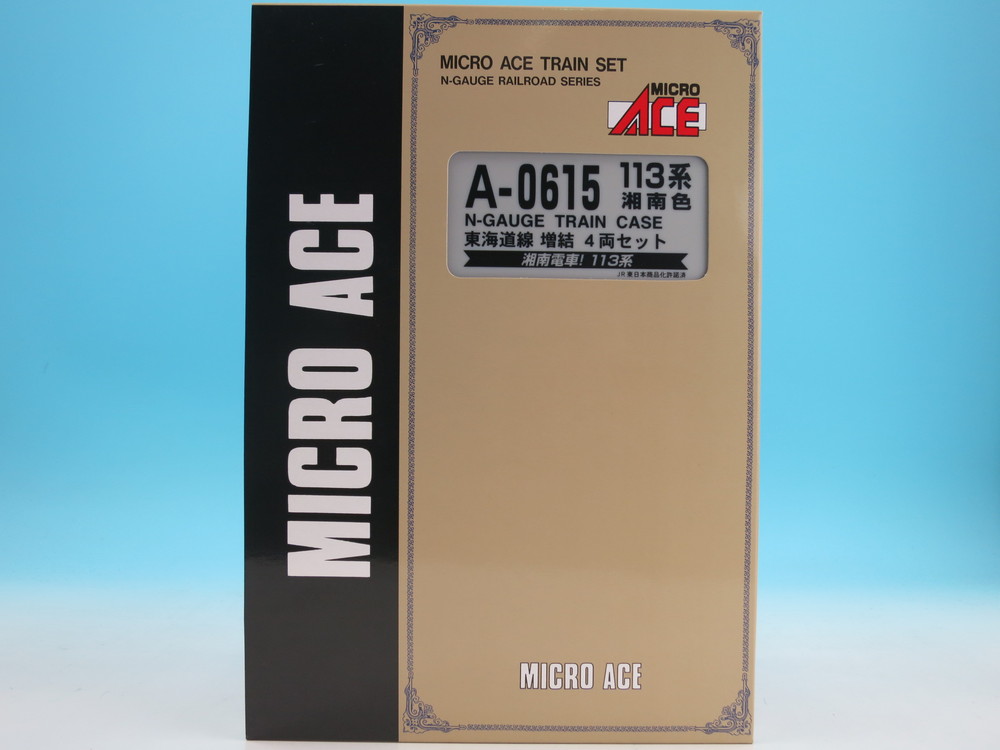 MICRO ACE
MICRO ACE TRAIN SET
N-GAUGE RAILROAD SERIES
MICRO
ACE
A-0615 113系
湘南色
N-GAUGE TRAIN CASE
東海道線 増結 4両セット
湘南電車! 113系
JR東日本商品化許諾済
MICRO ACE